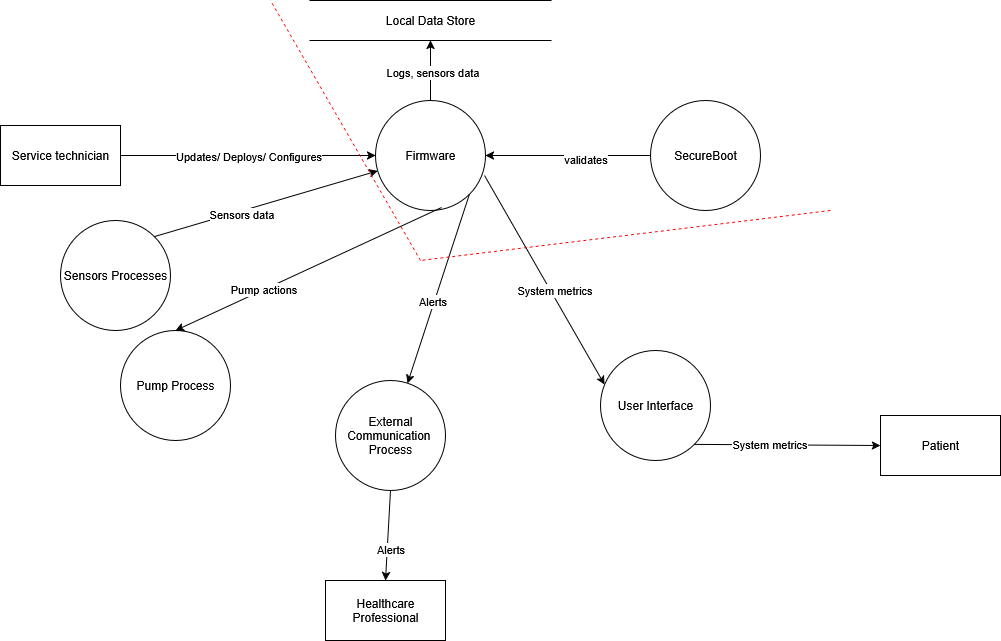 Local Data Store
Logs, sensors data
Service technician
Updates/ Deploys/ Configures
Firmware
validates
SecureBoot
Sensors data
Sensors Processes
Pump actions
System metrics
Alerts
Pump Process
User Interface
External
Communication
Process
System metrics
Patient
Alerts
Healthcare
Professional